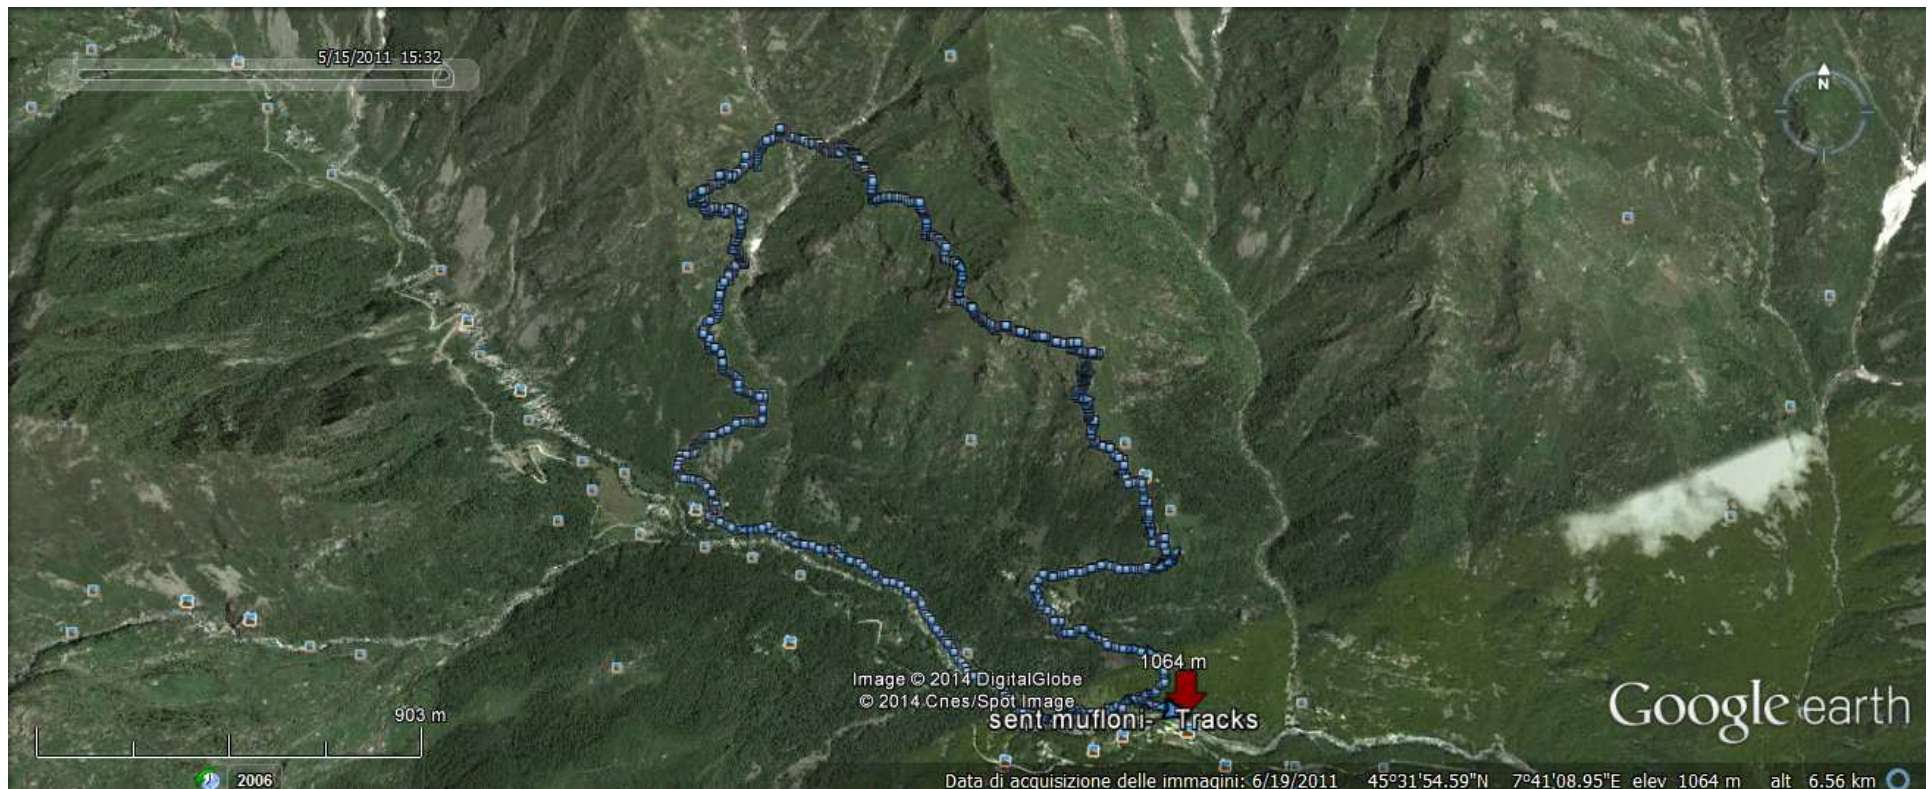 5/15/2011 15:32
N
1064 m
Image © 2014 DigitalGlobe
© 2014 Cnes/Spot Image
sent mufloni- Tracks
903 m
Google earth
2006
Data di acquisizione delle immagini: 6/19/2011 45°31'54.59"N 7°41'08.95"E elev 1064 m alt 6.56 km